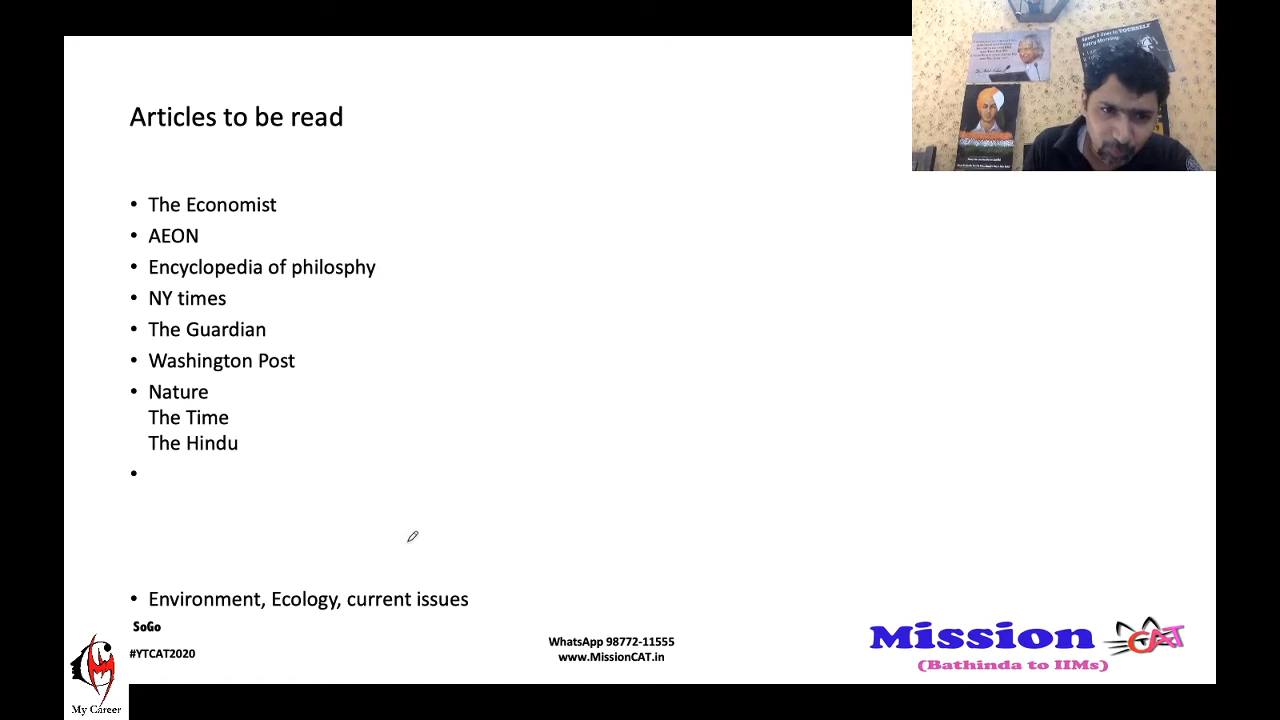 Articles to be read
• The Economist
• AEON
• Encyclopedia of philosphy
• NY times
• The Guardian
• Washington Post
• Nature
The Time
The Hindu
•
• Environment, Ecology, current issues
SoGo
#YTCAT2020
WhatsApp 98772-11555
www.MissionCAT.in
Mission CAT
(Bathinda to IIMs)
My Career